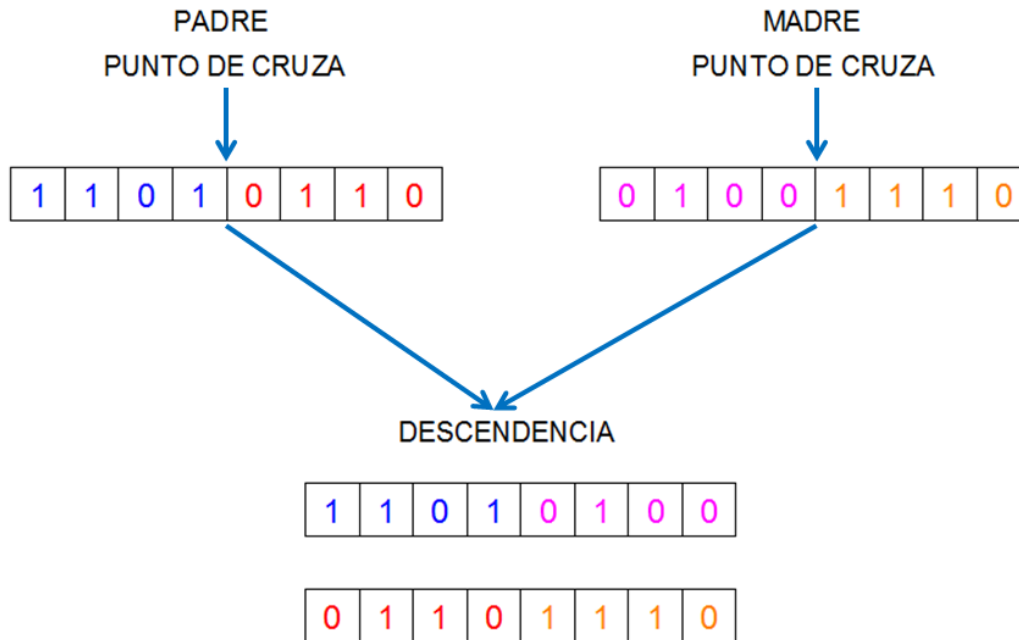 PADRE
PUNTO DE CRUZA
MADRE
PUNTO DE CRUZA
1 1 0 1 0 1 1 0
0 1 0 0 1 1 1 0
DESCENDENCIA
1 1 0 1 0 1 0 0
0 1 1 0 1 1 1 0